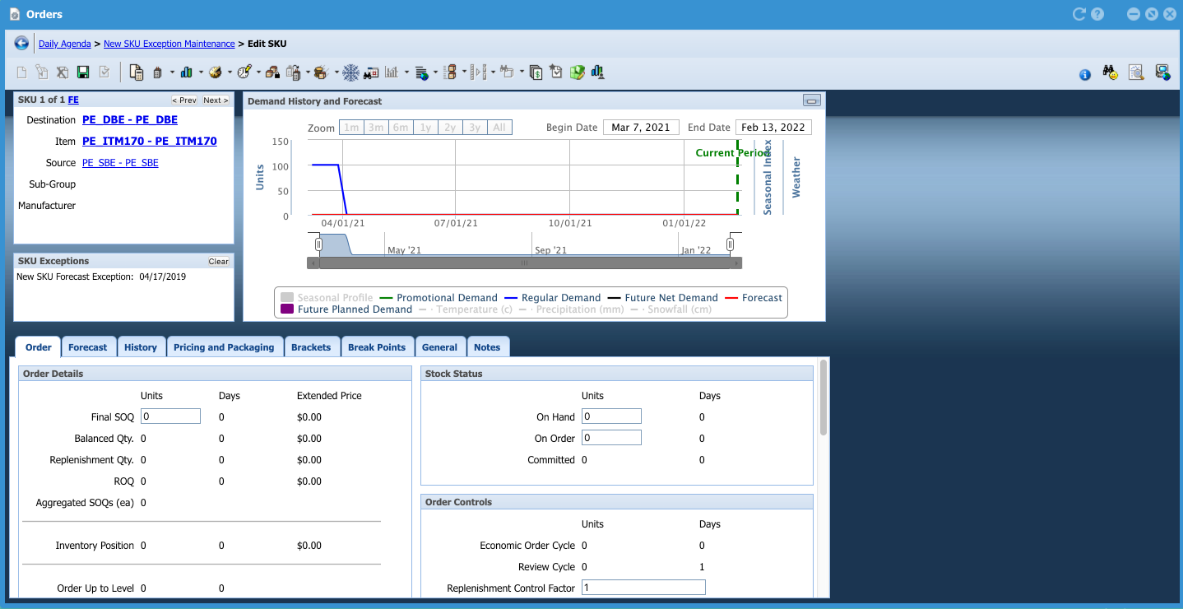 Orders
Daily Agenda > New SKU Exception Maintenance > Edit SKU
SKU 1 of 1 FE
< Prev Next >
Destination PE_DBE - PE_DBE
Item PE_ITM170 - PE_ITM170
Source PE_SBE - PE_SBE
Sub-Group
Manufacturer
SKU Exceptions
Clear
New SKU Forecast Exception: 04/17/2019
Demand History and Forecast
Zoom 1m 3m 6m 1y 2y 3y All
Begin Date Mar 7, 2021 End Date Feb 13, 2022
Current Period
150
100
50
0
Units
Seasonal Index
Weather
04/01/21 07/01/21 10/01/21 01/01/22
May '21 Sep '21 Jan '22
Seasonal Profile Promotional Demand Regular Demand Future Net Demand Forecast
Future Planned Demand Temperature (c) Precipitation (mm) Snowfall (cm)
Order Forecast History Pricing and Packaging Brackets Break Points General Notes
Order Details
Units Days Extended Price
Final SOQ 0 0 $0.00
Balanced Qty. 0 0 $0.00
Replenishment Qty. 0 0 $0.00
ROQ 0 0 $0.00
Aggregated SOQs (ea) 0
Inventory Position 0 0 $0.00
Order Up to Level 0 0
Stock Status
Units Days
On Hand 0 0
On Order 0 0
Committed 0 0
Order Controls
Units Days
Economic Order Cycle 0 0
Review Cycle 0 1
Replenishment Control Factor 1